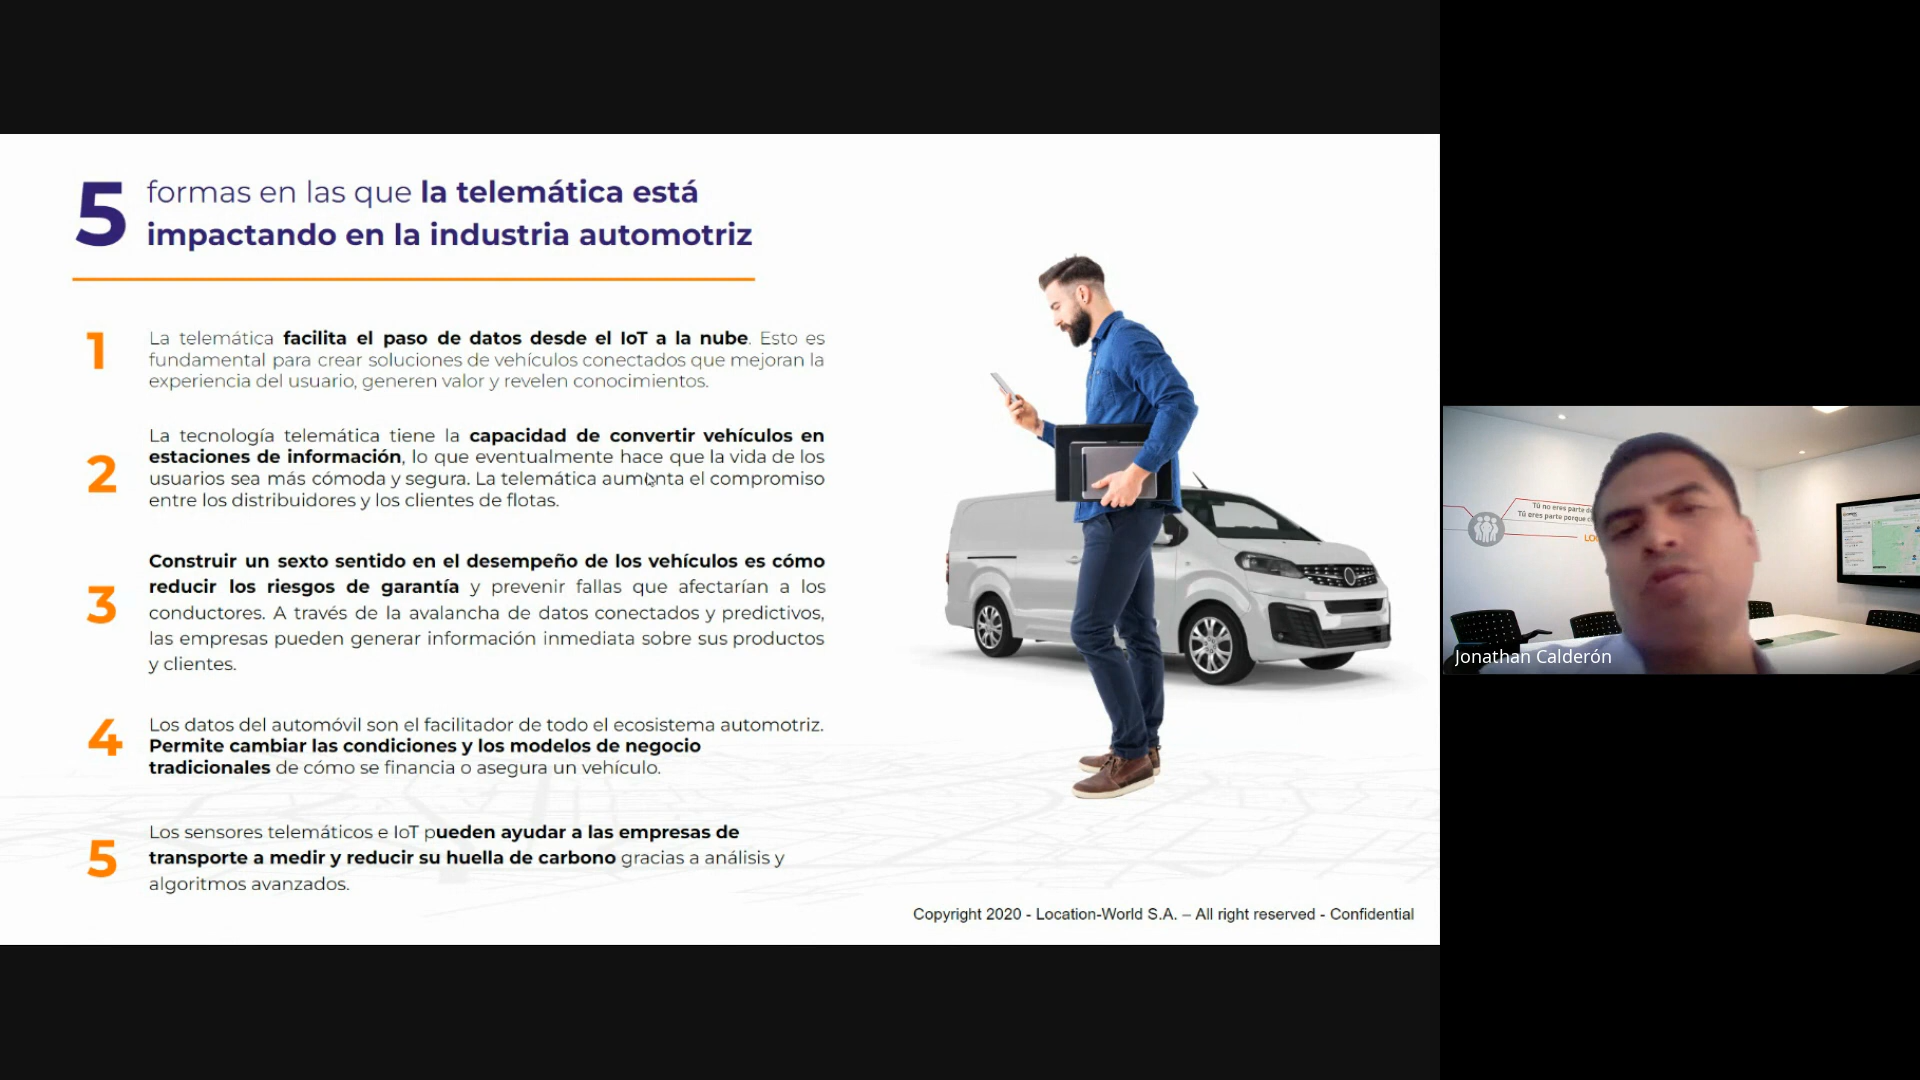 5
formas en las que la telemática está
impactando en la industria automotriz
1
La telemática facilita el paso de datos desde el IoT a la nube. Esto es
fundamental para crear soluciones de vehículos conectados que mejoran la
experiencia del usuario, generen valor y revelen conocimientos.
2
La tecnología telemática tiene la capacidad de convertir vehículos en
estaciones de información, lo que eventualmente hace que la vida de los
usuarios sea más cómoda y segura. La telemática aumenta el compromiso
entre los distribuidores y los clientes de flotas.
3
Construir un sexto sentido en el desempeño de los vehículos es cómo
reducir los riesgos de garantía y prevenir fallas que afectarían a los
conductores. A través de la avalancha de datos conectados y predictivos,
las empresas pueden generar información inmediata sobre sus productos
y clientes.
4
Los datos del automóvil son el facilitador de todo el ecosistema automotriz.
Permite cambiar las condiciones y los modelos de negocio
tradicionales de cómo se financia o asegura un vehículo.
5
Los sensores telemáticos e IoT pueden ayudar a las empresas de
transporte a medir y reducir su huella de carbono gracias a análisis y
algoritmos avanzados.
Copyright 2020 - Location-World S.A. – All right reserved - Confidential
Tú no eres parte
Tú eres parte porque
Jonathan Calderón